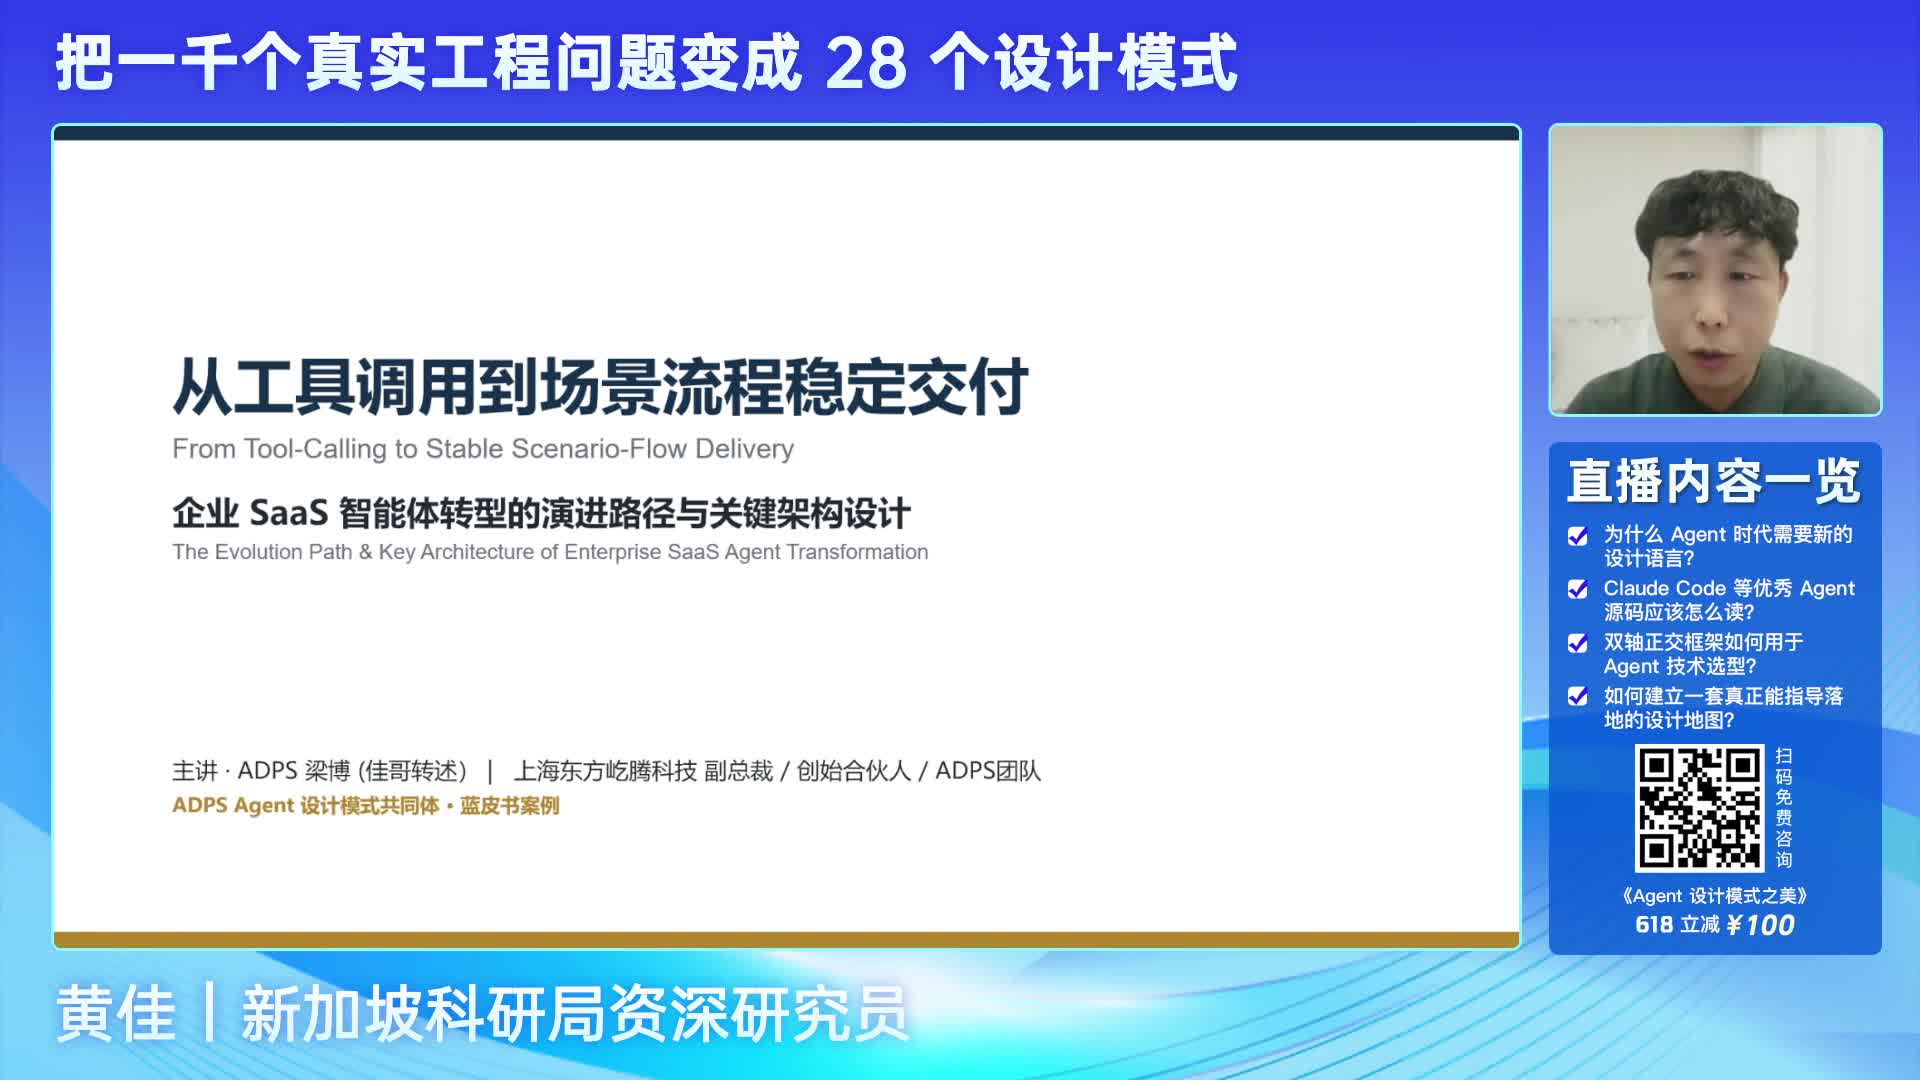 把一千个真实工程问题变成 28 个设计模式
从工具调用到场景流程稳定交付
From Tool-Calling to Stable Scenario-Flow Delivery
企业 SaaS 智能体转型的演进路径与关键架构设计
The Evolution Path & Key Architecture of Enterprise SaaS Agent Transformation
主讲 · ADPS 梁博 (佳哥转述) | 上海东方屹腾科技 副总裁 / 创始合伙人 / ADPS团队
ADPS Agent 设计模式共同体 • 蓝皮书案例
直播内容一览
为什么 Agent 时代需要新的
设计语言?
Claude Code 等优秀 Agent
源码应该怎么读?
双轴正交框架如何用于
Agent 技术选型?
如何建立一套真正能指导落
地的设计地图?
扫码免费咨询
《Agent 设计模式之美》
618 立减 ¥100
黄佳｜新加坡科研局资深研究员